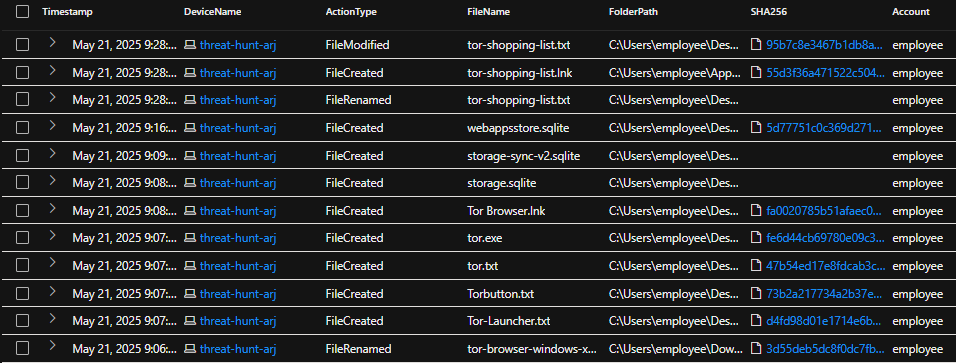 Timestamp DeviceName ActionType FileName FolderPath SHA256 Account
May 21, 2025 9:28:... threat-hunt-arj FileModified tor-shopping-list.txt C:\Users\employee\Des... 95b7c8e3467b1db8a... employee
May 21, 2025 9:28:... threat-hunt-arj FileCreated tor-shopping-list.lnk C:\Users\employee\App... 55d3f36a471522c504... employee
May 21, 2025 9:28:... threat-hunt-arj FileRenamed tor-shopping-list.txt C:\Users\employee\Des... employee
May 21, 2025 9:16:... threat-hunt-arj FileCreated webappsstore.sqlite C:\Users\employee\Des... 5d77751c0c369d271... employee
May 21, 2025 9:09:... threat-hunt-arj FileCreated storage-sync-v2.sqlite C:\Users\employee\Des... employee
May 21, 2025 9:08:... threat-hunt-arj FileCreated storage.sqlite C:\Users\employee\Des... employee
May 21, 2025 9:08:... threat-hunt-arj FileCreated Tor Browser.lnk C:\Users\employee\Des... fa0020785b51afaec0... employee
May 21, 2025 9:07:... threat-hunt-arj FileCreated tor.exe C:\Users\employee\Des... fe6d44cb69780e09c3... employee
May 21, 2025 9:07:... threat-hunt-arj FileCreated tor.txt C:\Users\employee\Des... 47b54ed17e8fdcab3c... employee
May 21, 2025 9:07:... threat-hunt-arj FileCreated Torbutton.txt C:\Users\employee\Des... 73b2a217734a2b37e... employee
May 21, 2025 9:07:... threat-hunt-arj FileCreated Tor-Launcher.txt C:\Users\employee\Des... d4fd98d01e1714e6b... employee
May 21, 2025 9:06:... threat-hunt-arj FileRenamed tor-browser-windows-x... C:\Users\employee\Dow... 3d55deb5dc8f0dc7fb... employee